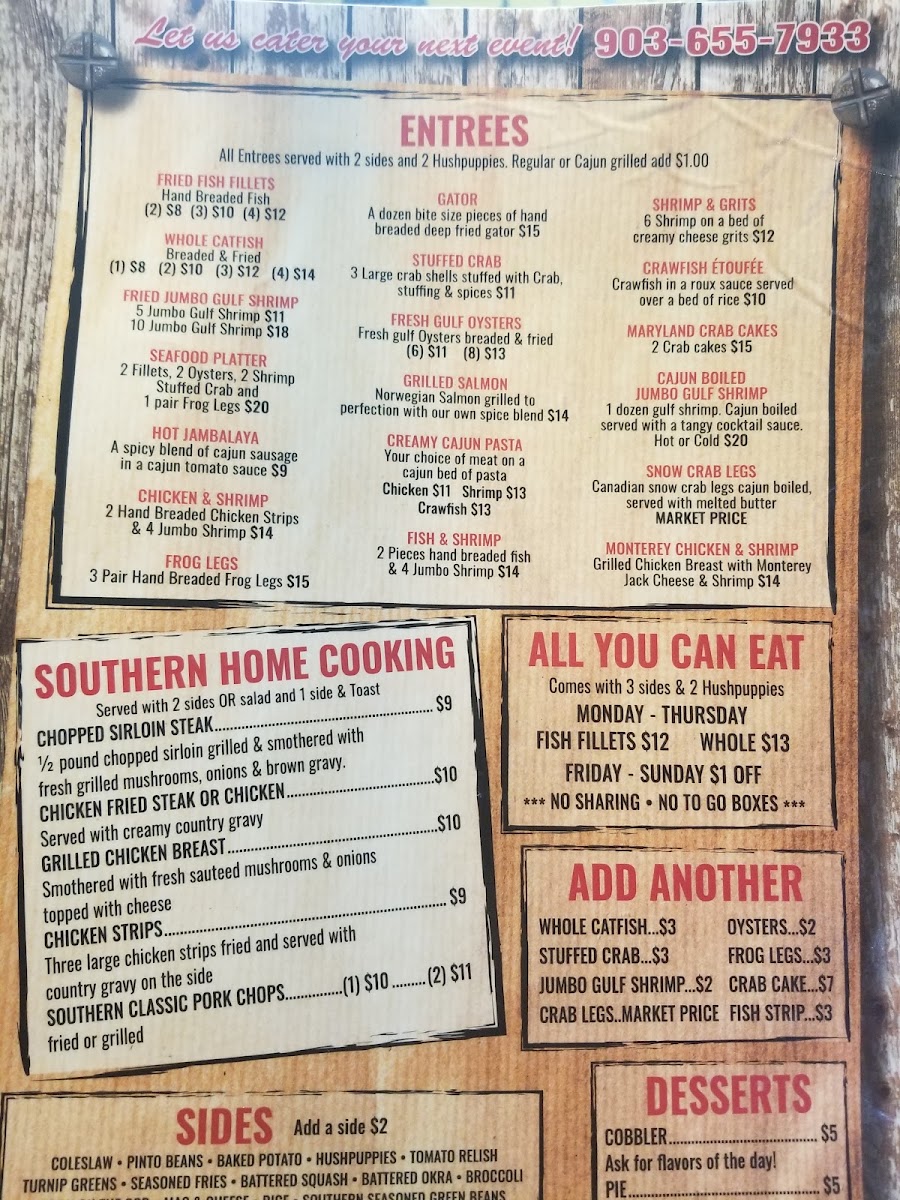 Let us cater your next event! 903-655-7933
ENTREES
All Entrees served with 2 sides and 2 Hushpuppies. Regular or Cajun grilled add $1.00
FRIED FISH FILLETS
Hand Breaded Fish
(2) $8 (3) $10 (4) $12
WHOLE CATFISH
Breaded & Fried
(1) $8 (2) $10 (3) $12 (4) $14
FRIED JUMBO GULF SHRIMP
5 Jumbo Gulf Shrimp $11
10 Jumbo Gulf Shrimp $18
SEAFOOD PLATTER
2 Fillets, 2 Oysters, 2 Shrimp
Stuffed Crab and
1 pair Frog Legs $20
HOT JAMBALAYA
A spicy blend of cajun sausage
in a cajun tomato sauce $9
CHICKEN & SHRIMP
2 Hand Breaded Chicken Strips
& 4 Jumbo Shrimp $14
FROG LEGS
3 Pair Hand Breaded Frog Legs $15
GATOR
A dozen bite size pieces of hand
breaded deep fried gator $15
STUFFED CRAB
3 Large crab shells stuffed with Crab,
stuffing & spices $11
FRESH GULF OYSTERS
Fresh gulf Oysters breaded & fried
(6) $11 (8) $13
GRILLED SALMON
Norwegian Salmon grilled to
perfection with our own spice blend $14
CREAMY CAJUN PASTA
Your choice of meat on a
cajun bed of pasta
Chicken $11 Shrimp $13
Crawfish $13
FISH & SHRIMP
2 Pieces hand breaded fish
& 4 Jumbo Shrimp $14
SHRIMP & GRITS
6 Shrimp on a bed of
creamy cheese grits $12
CRAWFISH ÉTOUFÉE
Crawfish in a roux sauce served
over a bed of rice $10
MARYLAND CRAB CAKES
2 Crab cakes $15
CAJUN BOILED
JUMBO GULF SHRIMP
1 dozen gulf shrimp. Cajun boiled
served with a tangy cocktail sauce.
Hot or Cold $20
SNOW CRAB LEGS
Canadian snow crab legs cajun boiled,
served with melted butter
MARKET PRICE
MONTEREY CHICKEN & SHRIMP
Grilled Chicken Breast with Monterey
Jack Cheese & Shrimp $14
SOUTHERN HOME COOKING
Served with 2 sides OR salad and 1 side & Toast
CHOPPED SIRLOIN STEAK.......... $9
½ pound chopped sirloin grilled & smothered with
fresh grilled mushrooms, onions & brown gravy.
CHICKEN FRIED STEAK OR CHICKEN..........$10
Served with creamy country gravy
GRILLED CHICKEN BREAST..........$10
Smothered with fresh sauteed mushrooms & onions
topped with cheese
CHICKEN STRIPS.......... $9
Three large chicken strips fried and served with
country gravy on the side
SOUTHERN CLASSIC PORK CHOPS..............(1) $10 .........(2) $11
fried or grilled
ALL YOU CAN EAT
Comes with 3 sides & 2 Hushpuppies
MONDAY - THURSDAY
FISH FILLETS $12 WHOLE $13
FRIDAY - SUNDAY $1 OFF
*** NO SHARING • NO TO GO BOXES ***
ADD ANOTHER
WHOLE CATFISH...$3 OYSTERS...$2
STUFFED CRAB...$3 FROG LEGS...$3
JUMBO GULF SHRIMP...$2 CRAB CAKE...$7
CRAB LEGS..MARKET PRICE FISH STRIP...$3
SIDES Add a side $2
COLESLAW • PINTO BEANS • BAKED POTATO • HUSHPUPPIES • TOMATO RELISH
TURNIP GREENS • SEASONED FRIES • BATTERED SQUASH • BATTERED OKRA • BROCCOLI
MAC & CHEESE • RICE • SOUTHERN SEASONED GREEN BEANS
DESSERTS
COBBLER.......... $5
Ask for flavors of the day!
PIE.......... $5